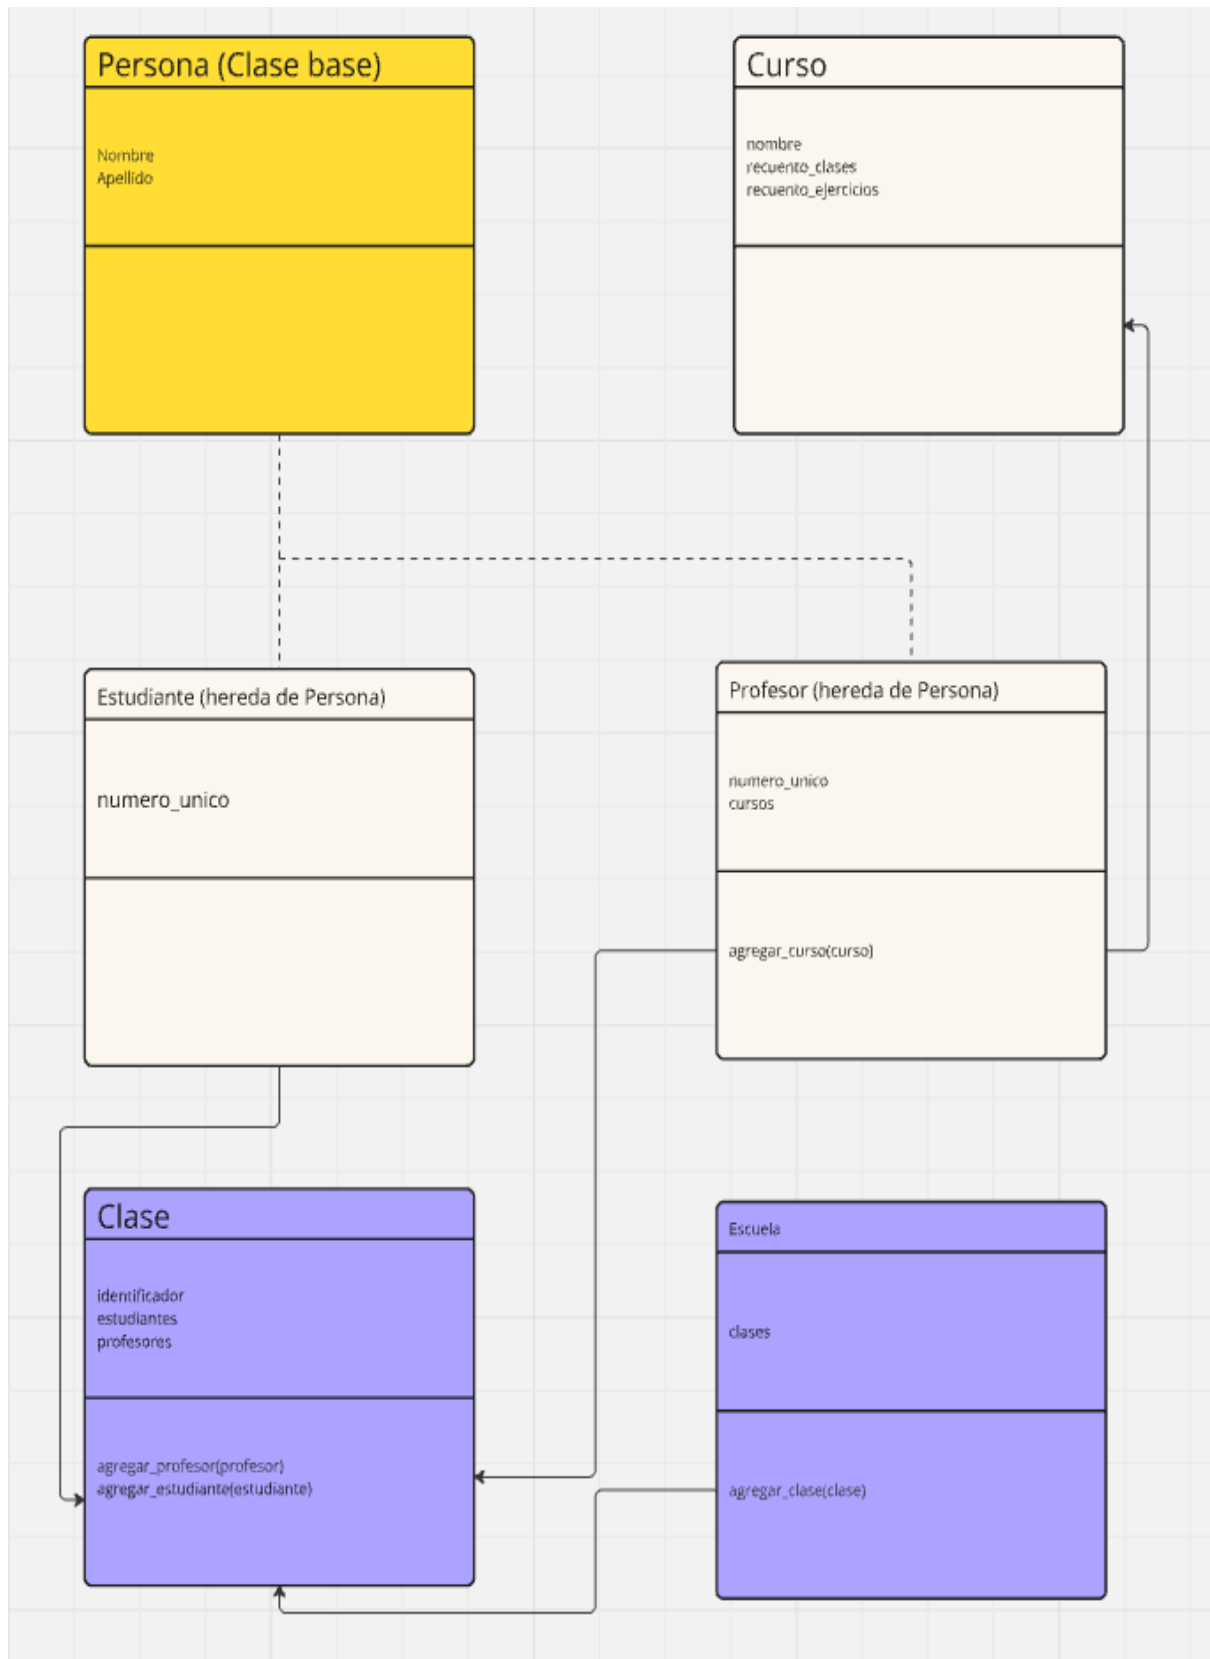 Persona (Clase base)
Nombre
Apellido
Curso
nombre
recuento_clases
recuento_ejercicios
Estudiante (hereda de Persona)
numero_unico
Profesor (hereda de Persona)
numero_unico
cursos
agregar_curso(curso)
Clase
identificador
estudiantes
profesores
agregar_profesor(profesor)
agregar_estudiante(estudiante)
Escuela
clases
agregar_clase(clase)